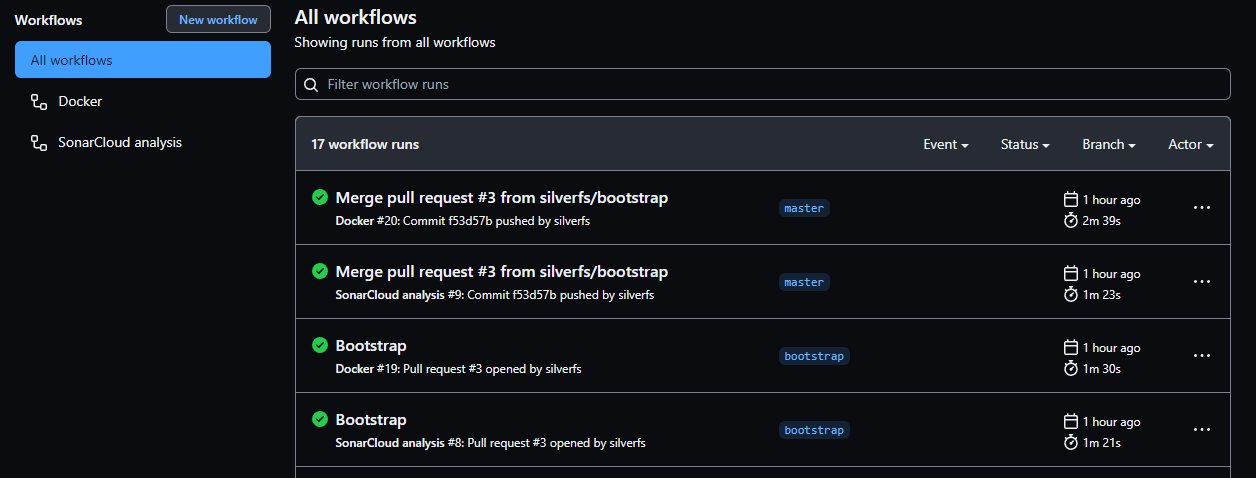 Workflows
New workflow
All workflows
Docker
SonarCloud analysis
All workflows
Showing runs from all workflows
Filter workflow runs
17 workflow runs
Event
Status
Branch
Actor
Merge pull request #3 from silverfs/bootstrap
Docker #20: Commit f53d57b pushed by silverfs
master
1 hour ago
2m 39s
Merge pull request #3 from silverfs/bootstrap
SonarCloud analysis #9: Commit f53d57b pushed by silverfs
master
1 hour ago
1m 23s
Bootstrap
Docker #19: Pull request #3 opened by silverfs
bootstrap
1 hour ago
1m 30s
Bootstrap
SonarCloud analysis #8: Pull request #3 opened by silverfs
bootstrap
1 hour ago
1m 21s